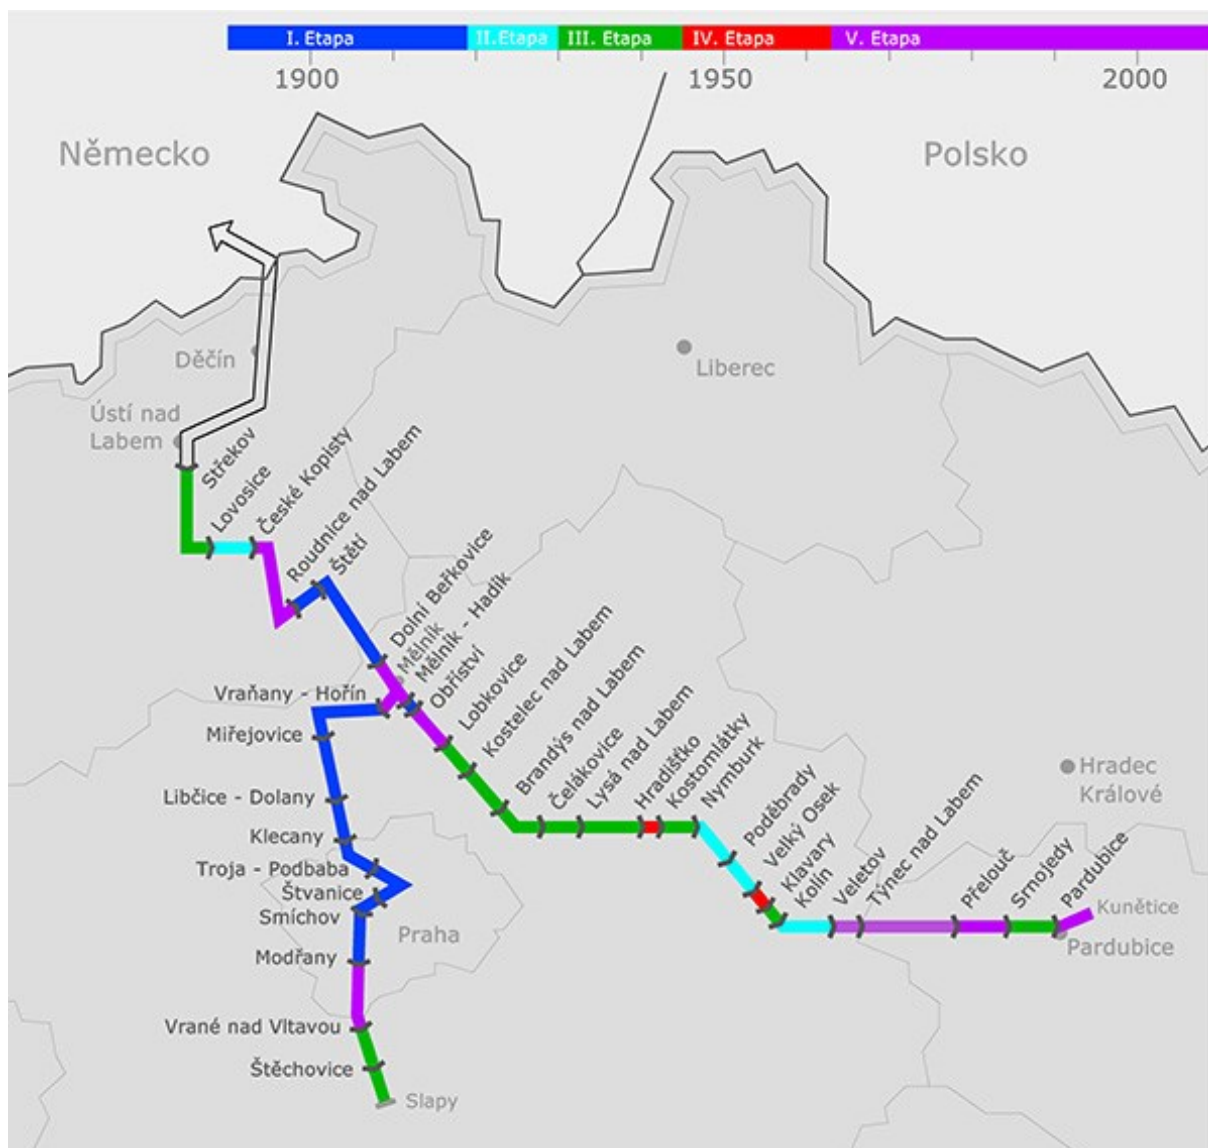 I. Etapa
II.Etapa
III. Etapa
IV. Etapa
V. Etapa
1900
1950
2000
Německo
Polsko
Děčín
Liberec
Ústí nad
Labem
Střekov
Lovosice
České Kopisty
Roudnice nad Labem
Štětí
Dolní Beřkovice
Mělník
Mělník - Hadík
Obříství
Lobkovice
Kostelec nad Labem
Brandýs nad Labem
Čelákovice
Lysá nad Labem
Hradišťko
Kostomlátky
Nymburk
Poděbrady
Velký Osek
Klavary
Kolín
Veletov
Týnec nad Labem
Přelouč
Srnojedy
Pardubice
Hradec
Králové
Kunětice
Pardubice
Vraňany - Hořín
Miřejovice
Libčice - Dolany
Klecany
Troja - Podbaba
Štvanice
Smíchov
Praha
Modřany
Vrané nad Vltavou
Štěchovice
Slapy